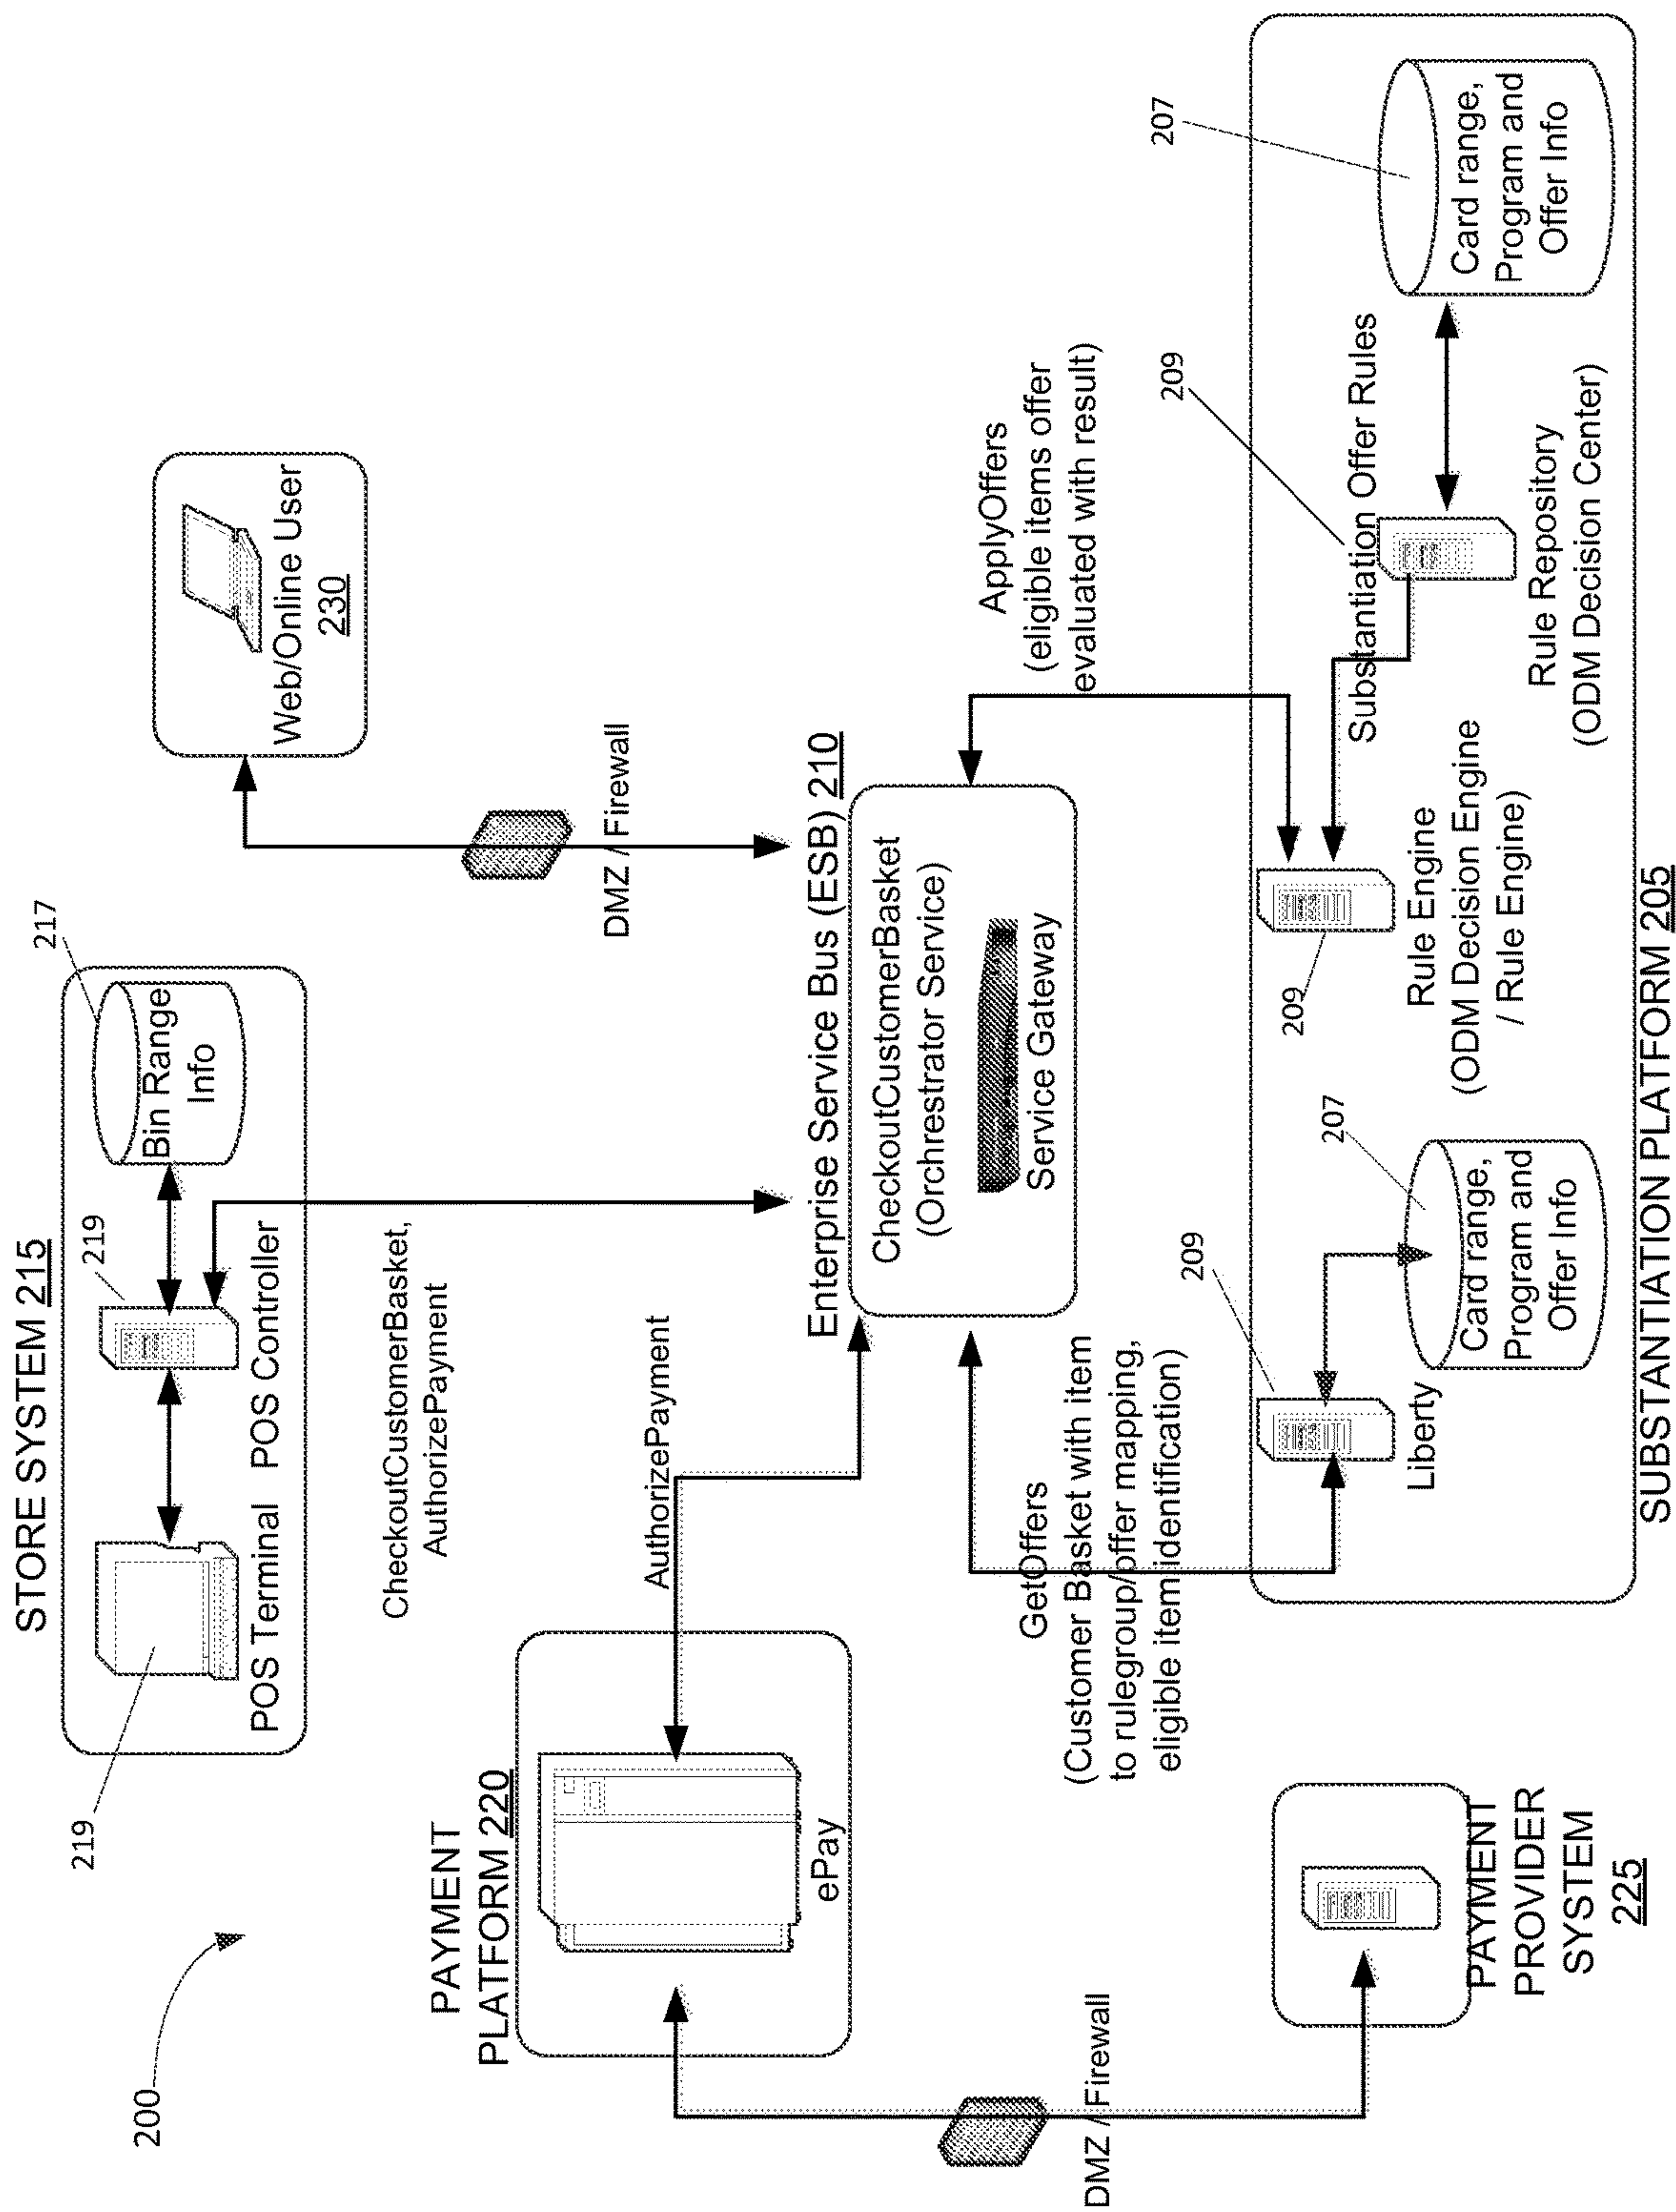 200
STORE SYSTEM 215
219
219
217
POS Terminal
POS Controller
Bin Range
Info
Web/Online User
230
CheckoutCustomerBasket,
AuthorizePayment
DMZ / Firewall
PAYMENT
PLATFORM 220
ePay
AuthorizePayment
Enterprise Service Bus (ESB) 210
CheckoutCustomerBasket
(Orchestrator Service)
Service Gateway
DMZ / Firewall
GetOffers
(Customer Basket with item
to rulegroup/offer mapping,
eligible item identification)
ApplyOffers
(eligible items offer
evaluated with result)
PAYMENT
PROVIDER
SYSTEM
225
209
Liberty
207
Card range,
Program and
Offer Info
209
Rule Engine
(ODM Decision Engine
/ Rule Engine)
209
Substantiation Offer Rules
Rule Repository
(ODM Decision Center)
207
Card range,
Program and
Offer Info
SUBSTANTIATION PLATFORM 205